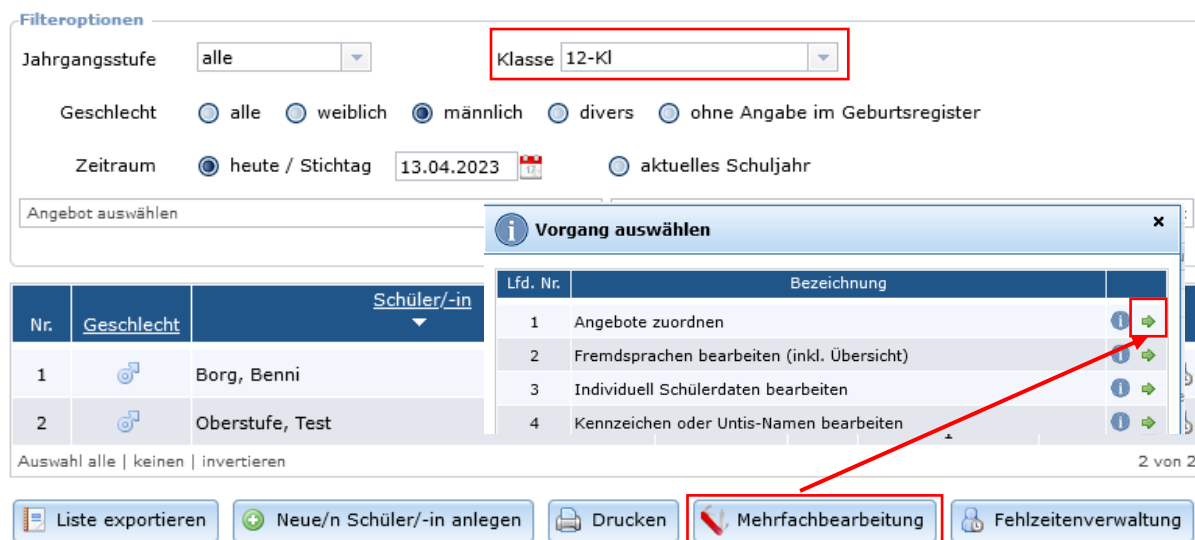 Filteroptionen
Jahrgangsstufe alle Klasse 12-Kl
Geschlecht alle weiblich männlich divers ohne Angabe im Geburtsregister
Zeitraum heute / Stichtag 13.04.2023 aktuelles Schuljahr
Angebot auswählen
Vorgang auswählen x
Lfd. Nr. Bezeichnung
1 Angebote zuordnen
2 Fremdsprachen bearbeiten (inkl. Übersicht)
3 Individuell Schülerdaten bearbeiten
4 Kennzeichen oder Untis-Namen bearbeiten
Nr. Geschlecht Schüler/-in
1 Borg, Benni
2 Oberstufe, Test
Auswahl alle | keinen | invertieren 2 von 2
Liste exportieren Neue/n Schüler/-in anlegen Drucken Mehrfachbearbeitung Fehlzeitenverwaltung